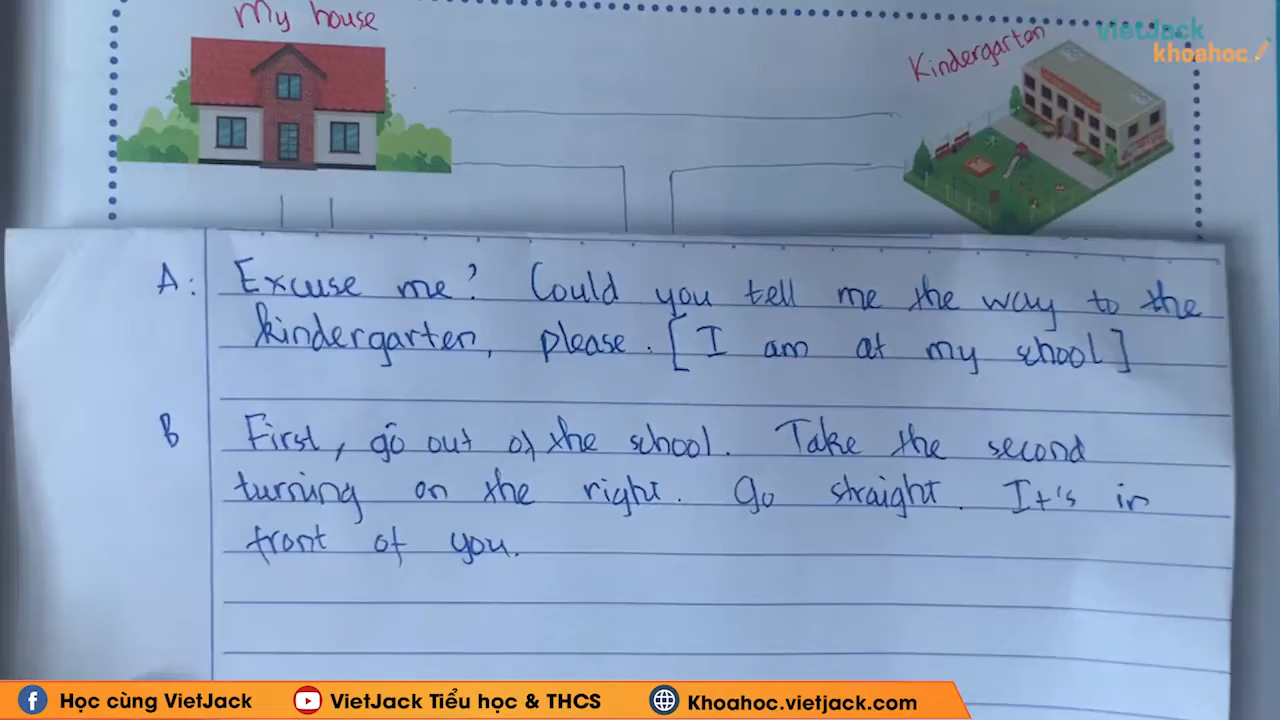 My house
Kindergarten
vietJack
khoahoc
A: Excuse me? Could you tell me the way to the
kindergarten, please. [I am at my shool]
B First, go out of the school. Take the second
turning on the right. Go straight. It's in
front of you.
Học cùng VietJack
VietJack Tiểu học & THCS
Khoahoc.vietjack.com